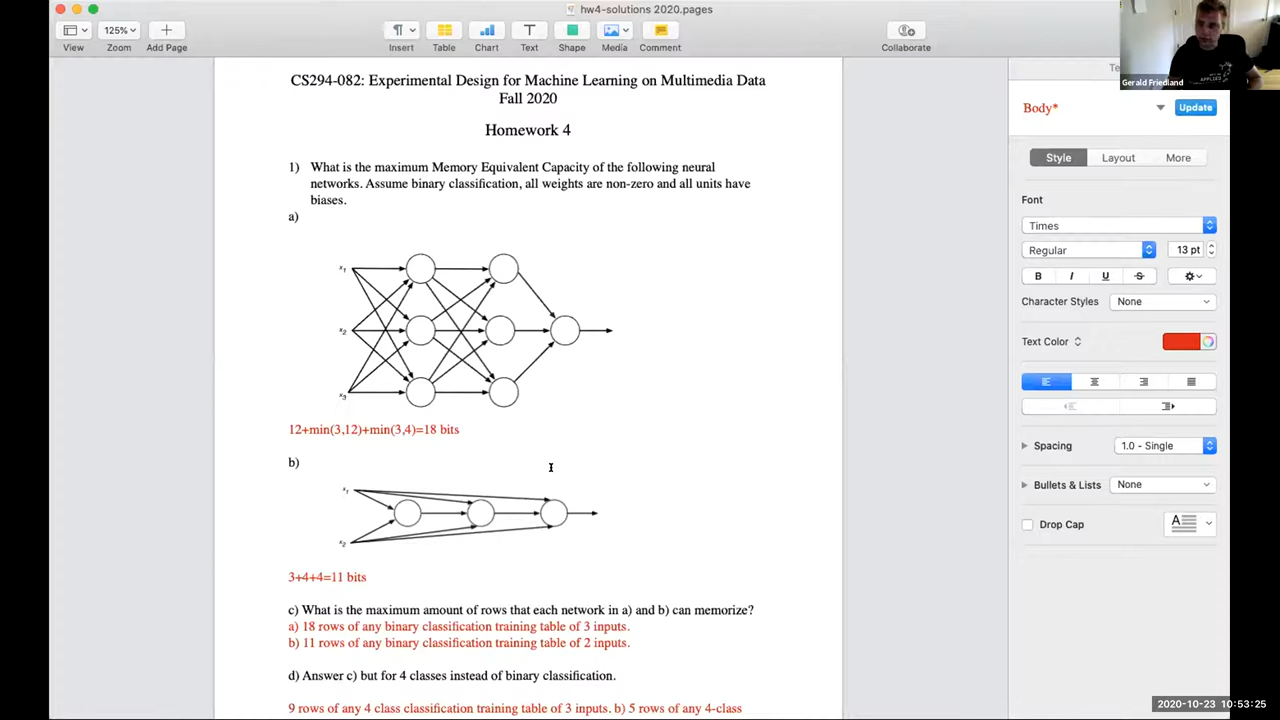 hw4-solutions 2020.pages
125%
View
Zoom
Add Page
Insert
Table
Chart
Text
Shape
Media
Comment
Collaborate
Gerald Friedland
CS294-082: Experimental Design for Machine Learning on Multimedia Data
Fall 2020
Homework 4
1) What is the maximum Memory Equivalent Capacity of the following neural
networks. Assume binary classification, all weights are non-zero and all units have
biases.
a)
x1
x2
x3
12+min(3,12)+min(3,4)=18 bits
b)
x1
x2
3+4+4=11 bits
c) What is the maximum amount of rows that each network in a) and b) can memorize?
a) 18 rows of any binary classification training table of 3 inputs.
b) 11 rows of any binary classification training table of 2 inputs.
d) Answer c) but for 4 classes instead of binary classification.
9 rows of any 4 class classification training table of 3 inputs. b) 5 rows of any 4-class
Body*
Update
Style
Layout
More
Font
Times
Regular
13 pt
B
I
U
S
Character Styles
None
Text Color
Spacing
1.0 - Single
Bullets & Lists
None
Drop Cap
A
2020-10-23 10:53:25